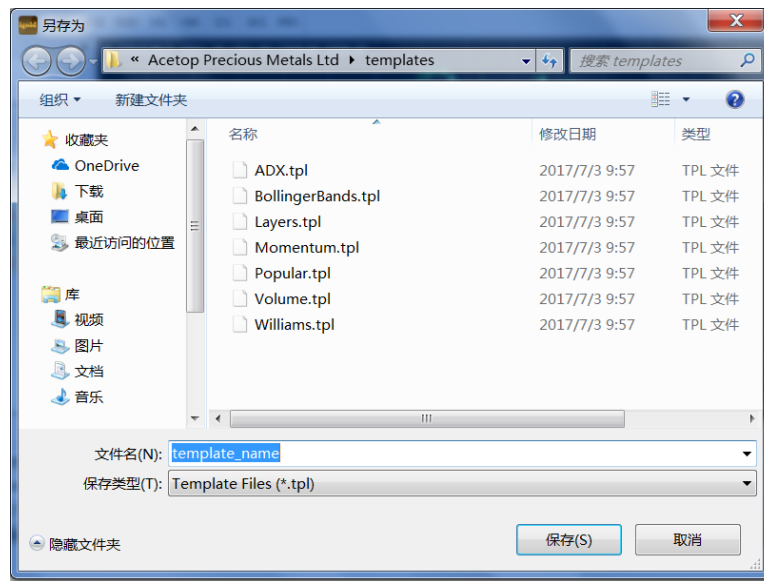 另存为
« Acetop Precious Metals Ltd templates
搜索 templates
组织 新建文件夹
收藏夹
OneDrive
下载
桌面
最近访问的位置
库
视频
图片
文档
音乐
名称 修改日期 类型
ADX.tpl 2017/7/3 9:57 TPL 文件
BollingerBands.tpl 2017/7/3 9:57 TPL 文件
Layers.tpl 2017/7/3 9:57 TPL 文件
Momentum.tpl 2017/7/3 9:57 TPL 文件
Popular.tpl 2017/7/3 9:57 TPL 文件
Volume.tpl 2017/7/3 9:57 TPL 文件
Williams.tpl 2017/7/3 9:57 TPL 文件
文件名(N): template_name
保存类型(T): Template Files (*.tpl)
隐藏文件夹 保存(S) 取消